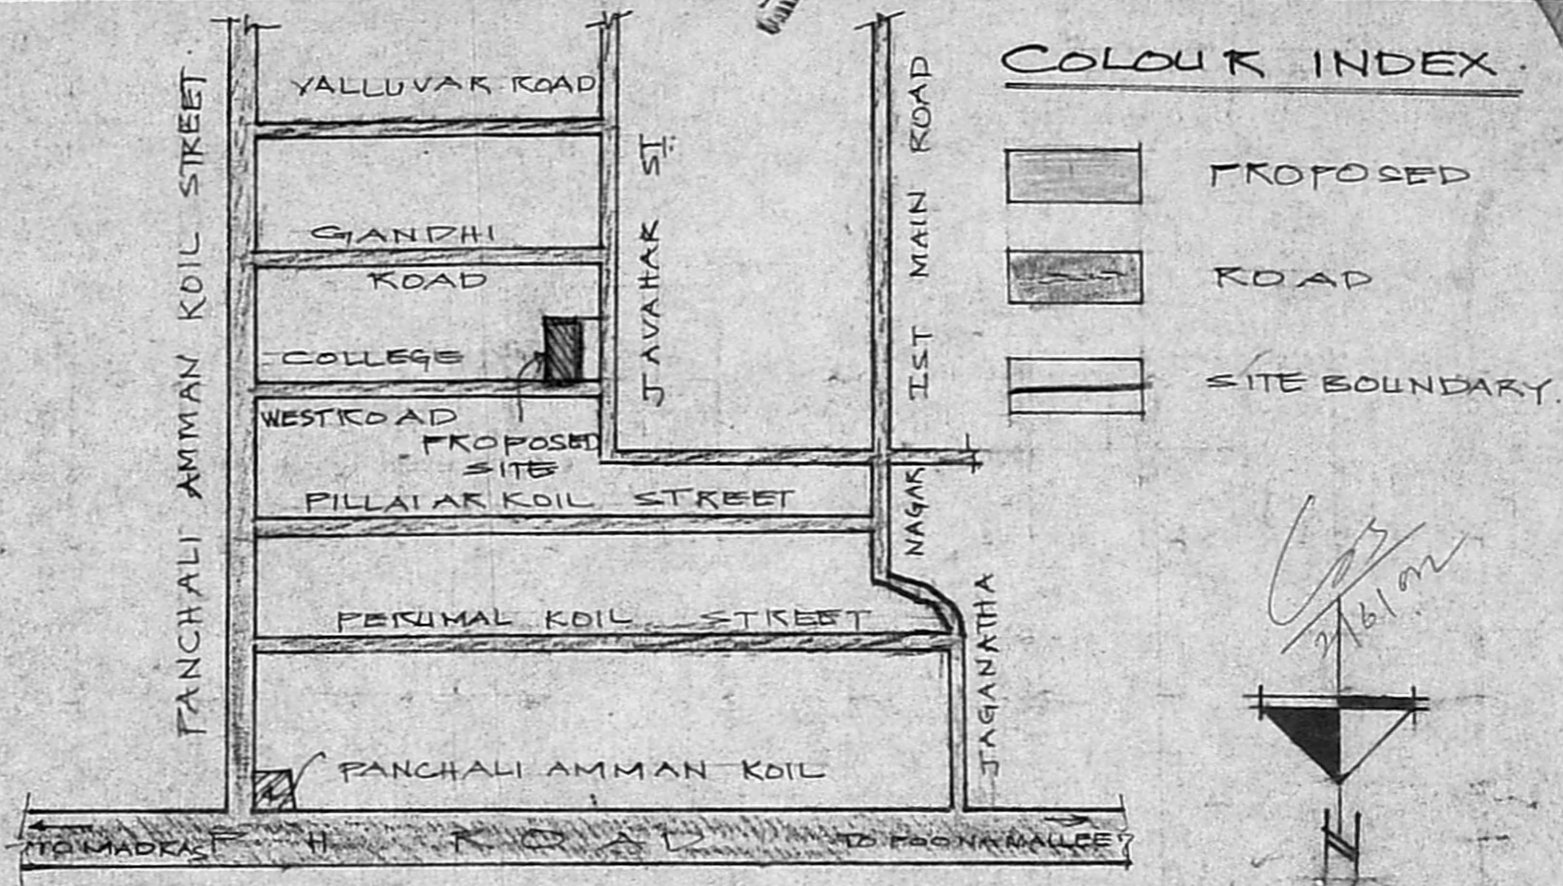 COLOUR INDEX
PROPOSED
ROAD
SITE BOUNDARY.
VALLUVAR ROAD
GANDHI
ROAD
COLLEGE
WEST ROAD
PROPOSED
SITE
PILLAIAR KOIL STREET
PERUMAL KOIL STREET
PANCHALI AMMAN KOIL
PANCHALI AMMAN KOIL STREET
JAVAHAR ST.
IST MAIN ROAD
NAGAR
JAGANATHA
TO MADRAS P H ROAD TO POONAMALLEE
N